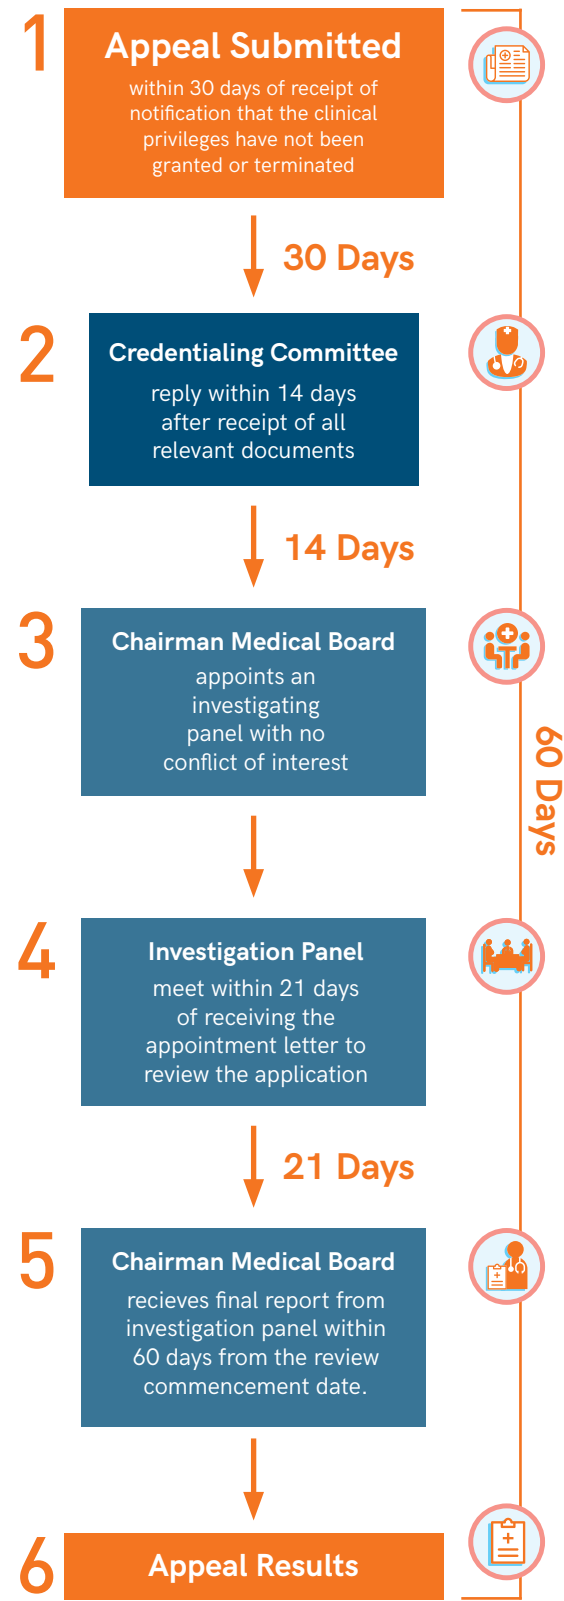 1
Appeal Submitted
within 30 days of receipt of
notification that the clinical
privileges have not been
granted or terminated
30 Days
2
Credentialing Committee
reply within 14 days
after receipt of all
relevant documents
14 Days
3
Chairman Medical Board
appoints an
investigating
panel with no
conflict of interest
60 Days
4
Investigation Panel
meet within 21 days
of receiving the
appointment letter to
review the application
21 Days
5
Chairman Medical Board
recieves final report from
investigation panel within
60 days from the review
commencement date.
6
Appeal Results